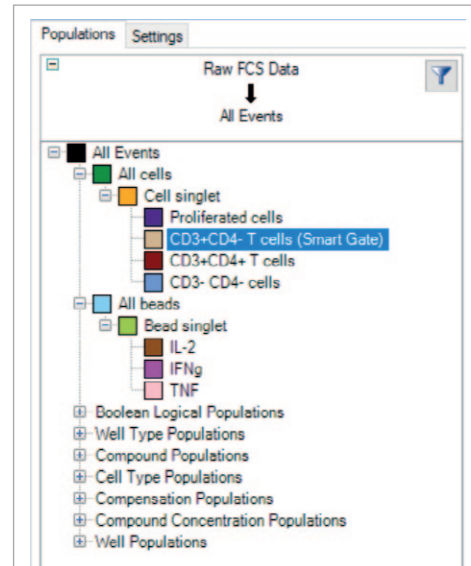 Populations Settings
Raw FCS Data
All Events
All Events
All cells
Cell singlet
Proliferated cells
CD3+CD4- T cells (Smart Gate)
CD3+CD4+ T cells
CD3- CD4- cells
All beads
Bead singlet
IL-2
IFNg
TNF
Boolean Logical Populations
Well Type Populations
Compound Populations
Cell Type Populations
Compensation Populations
Compound Concentration Populations
Well Populations